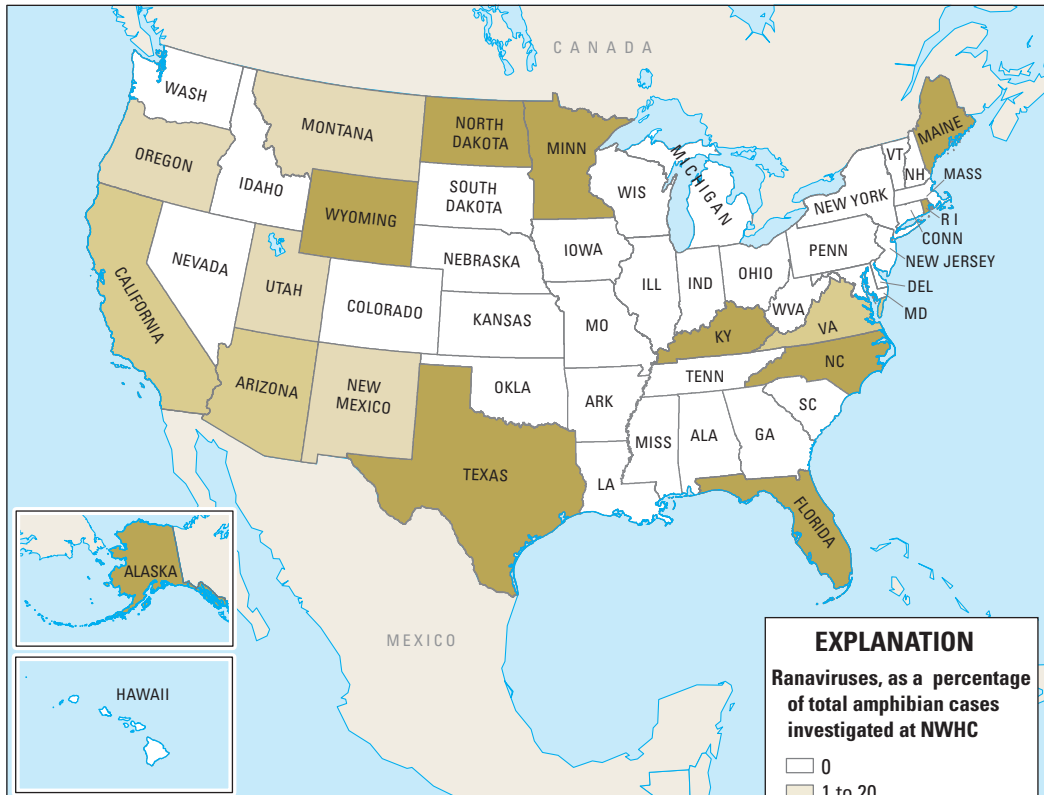 CANADA
WASH
MONTANA
NORTH
DAKOTA
MINN
MAINE
OREGON
IDAHO
SOUTH
DAKOTA
WIS
MICHIGAN
VT
NH
MASS
WYOMING
NEW YORK
R I
CONN
NEVADA
NEBRASKA
IOWA
PENN
NEW JERSEY
UTAH
ILL
IND
OHIO
DEL
CALIFORNIA
COLORADO
KANSAS
MO
WVA
MD
KY
VA
ARIZONA
NEW
MEXICO
OKLA
TENN
NC
ARK
SC
TEXAS
MISS
ALA
GA
LA
FLORIDA
ALASKA
MEXICO
HAWAII
EXPLANATION
Ranaviruses, as a percentage
of total amphibian cases
investigated at NWHC
0
1 to 20